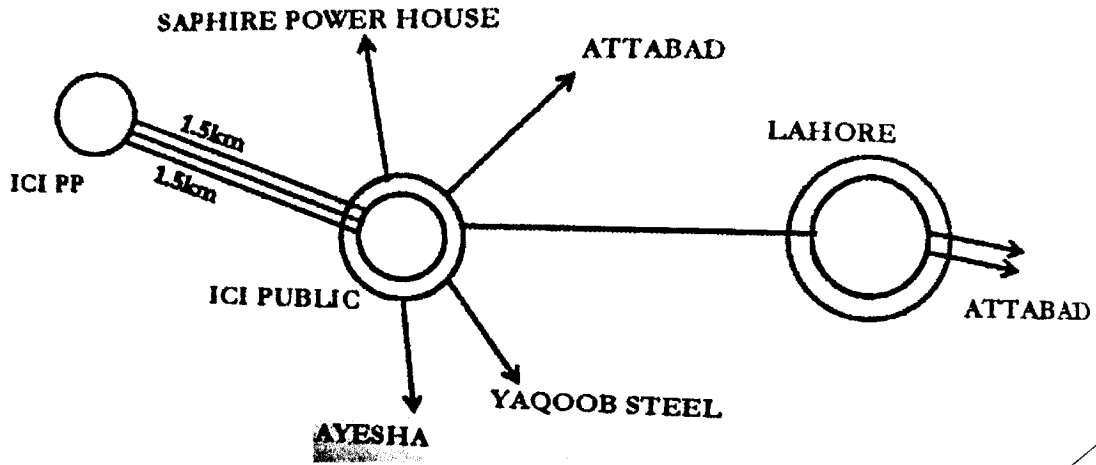 SAPHIRE POWER HOUSE
ATTABAD
LAHORE
1.5km
ICI PP
1.5km
ICI PUBLIC
ATTABAD
YAQOOB STEEL
AYESHA